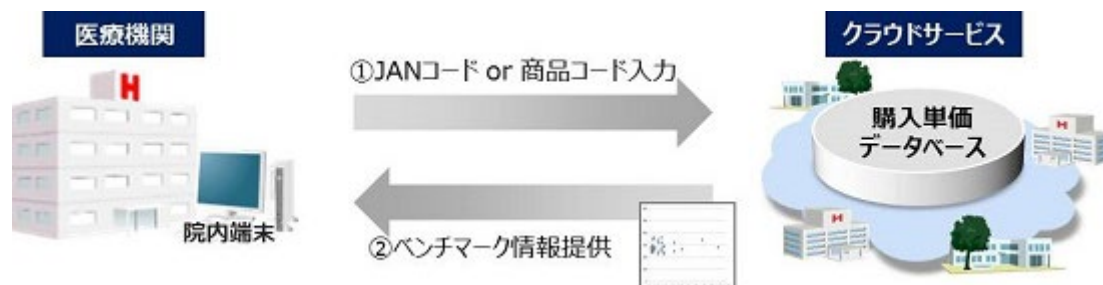 医療機関
クラウドサービス
H
①JANコード or 商品コード入力
購入単価
データベース
H
院内端末
②ベンチマーク情報提供
H